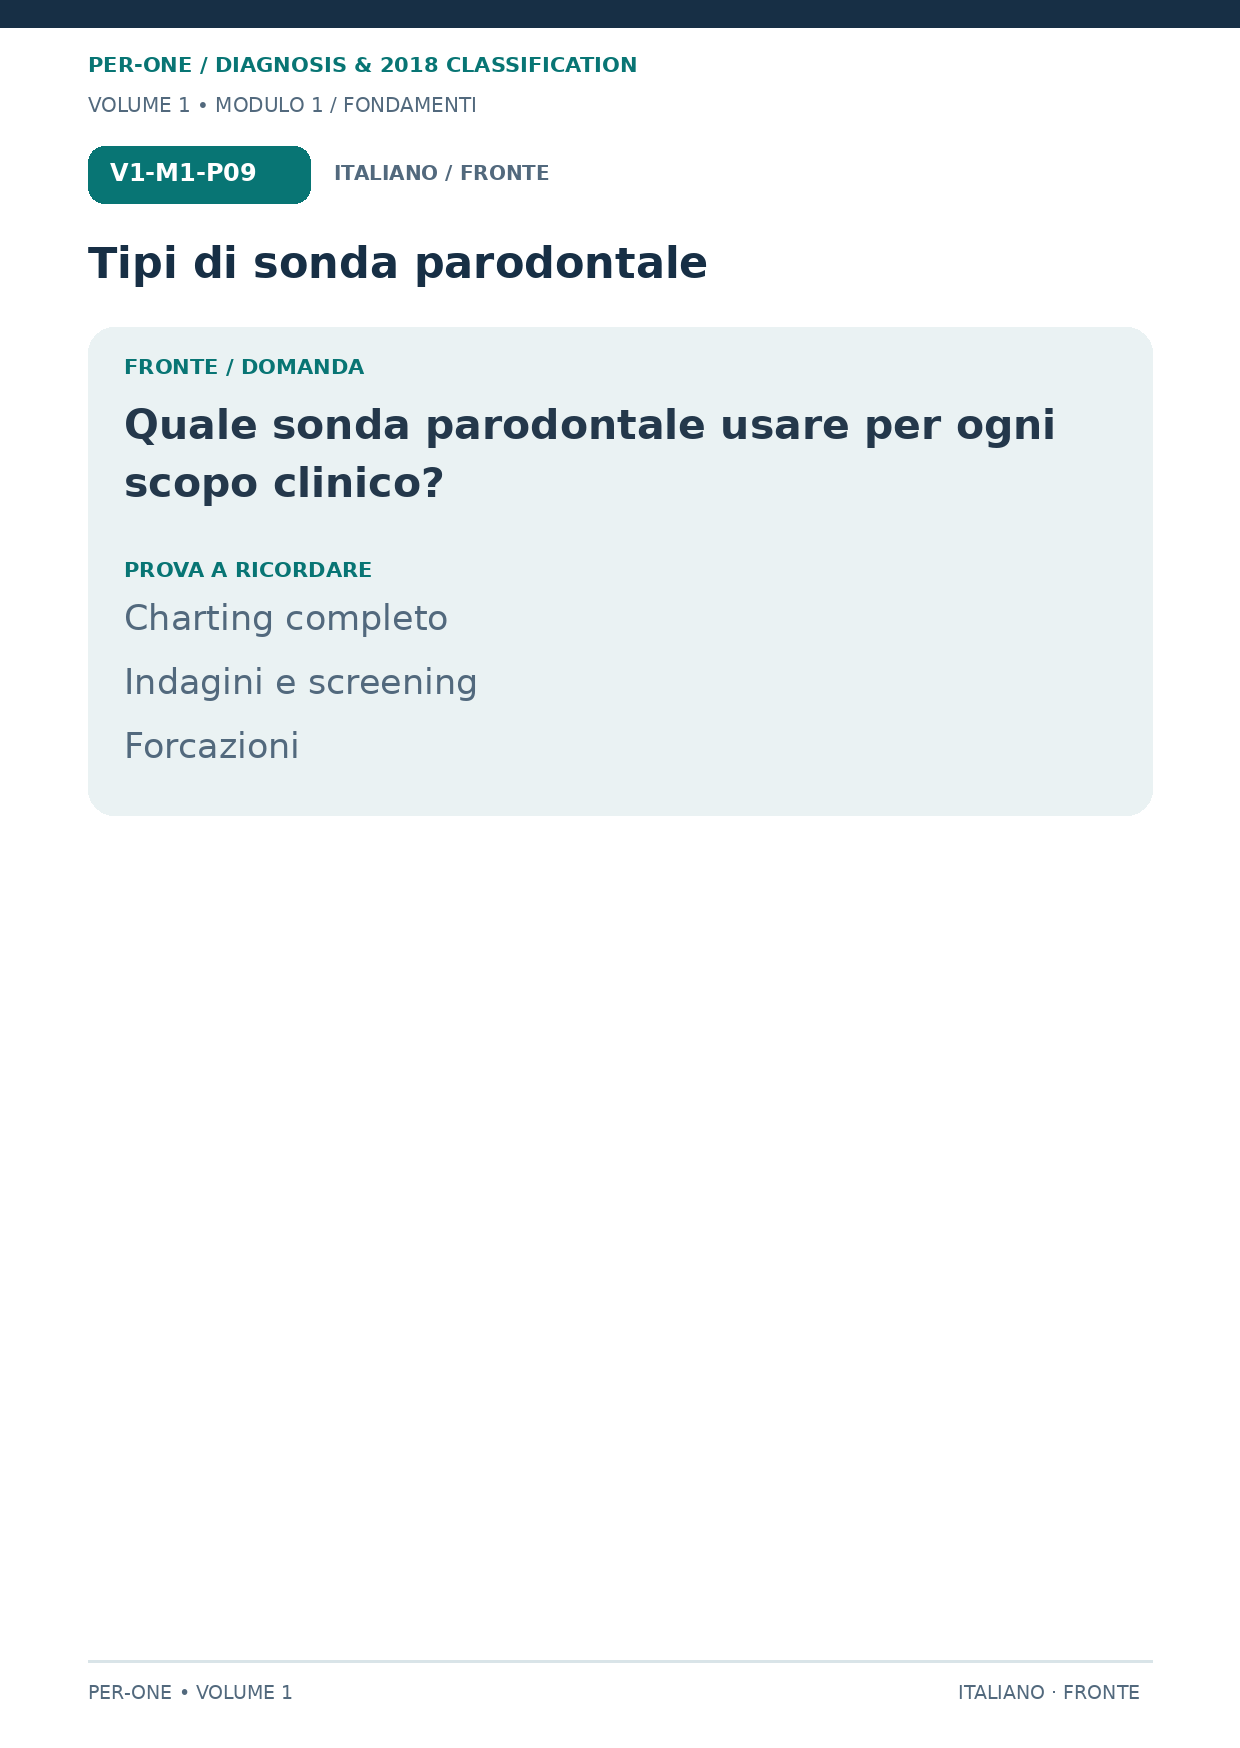 PER-ONE / DIAGNOSIS & 2018 CLASSIFICATION
VOLUME 1 • MODULO 1 / FONDAMENTI
V1-M1-P09
ITALIANO / FRONTE
Tipi di sonda parodontale
FRONTE / DOMANDA
Quale sonda parodontale usare per ogni
scopo clinico?
PROVA A RICORDARE
Charting completo
Indagini e screening
Forcazioni
PER-ONE • VOLUME 1
ITALIANO · FRONTE